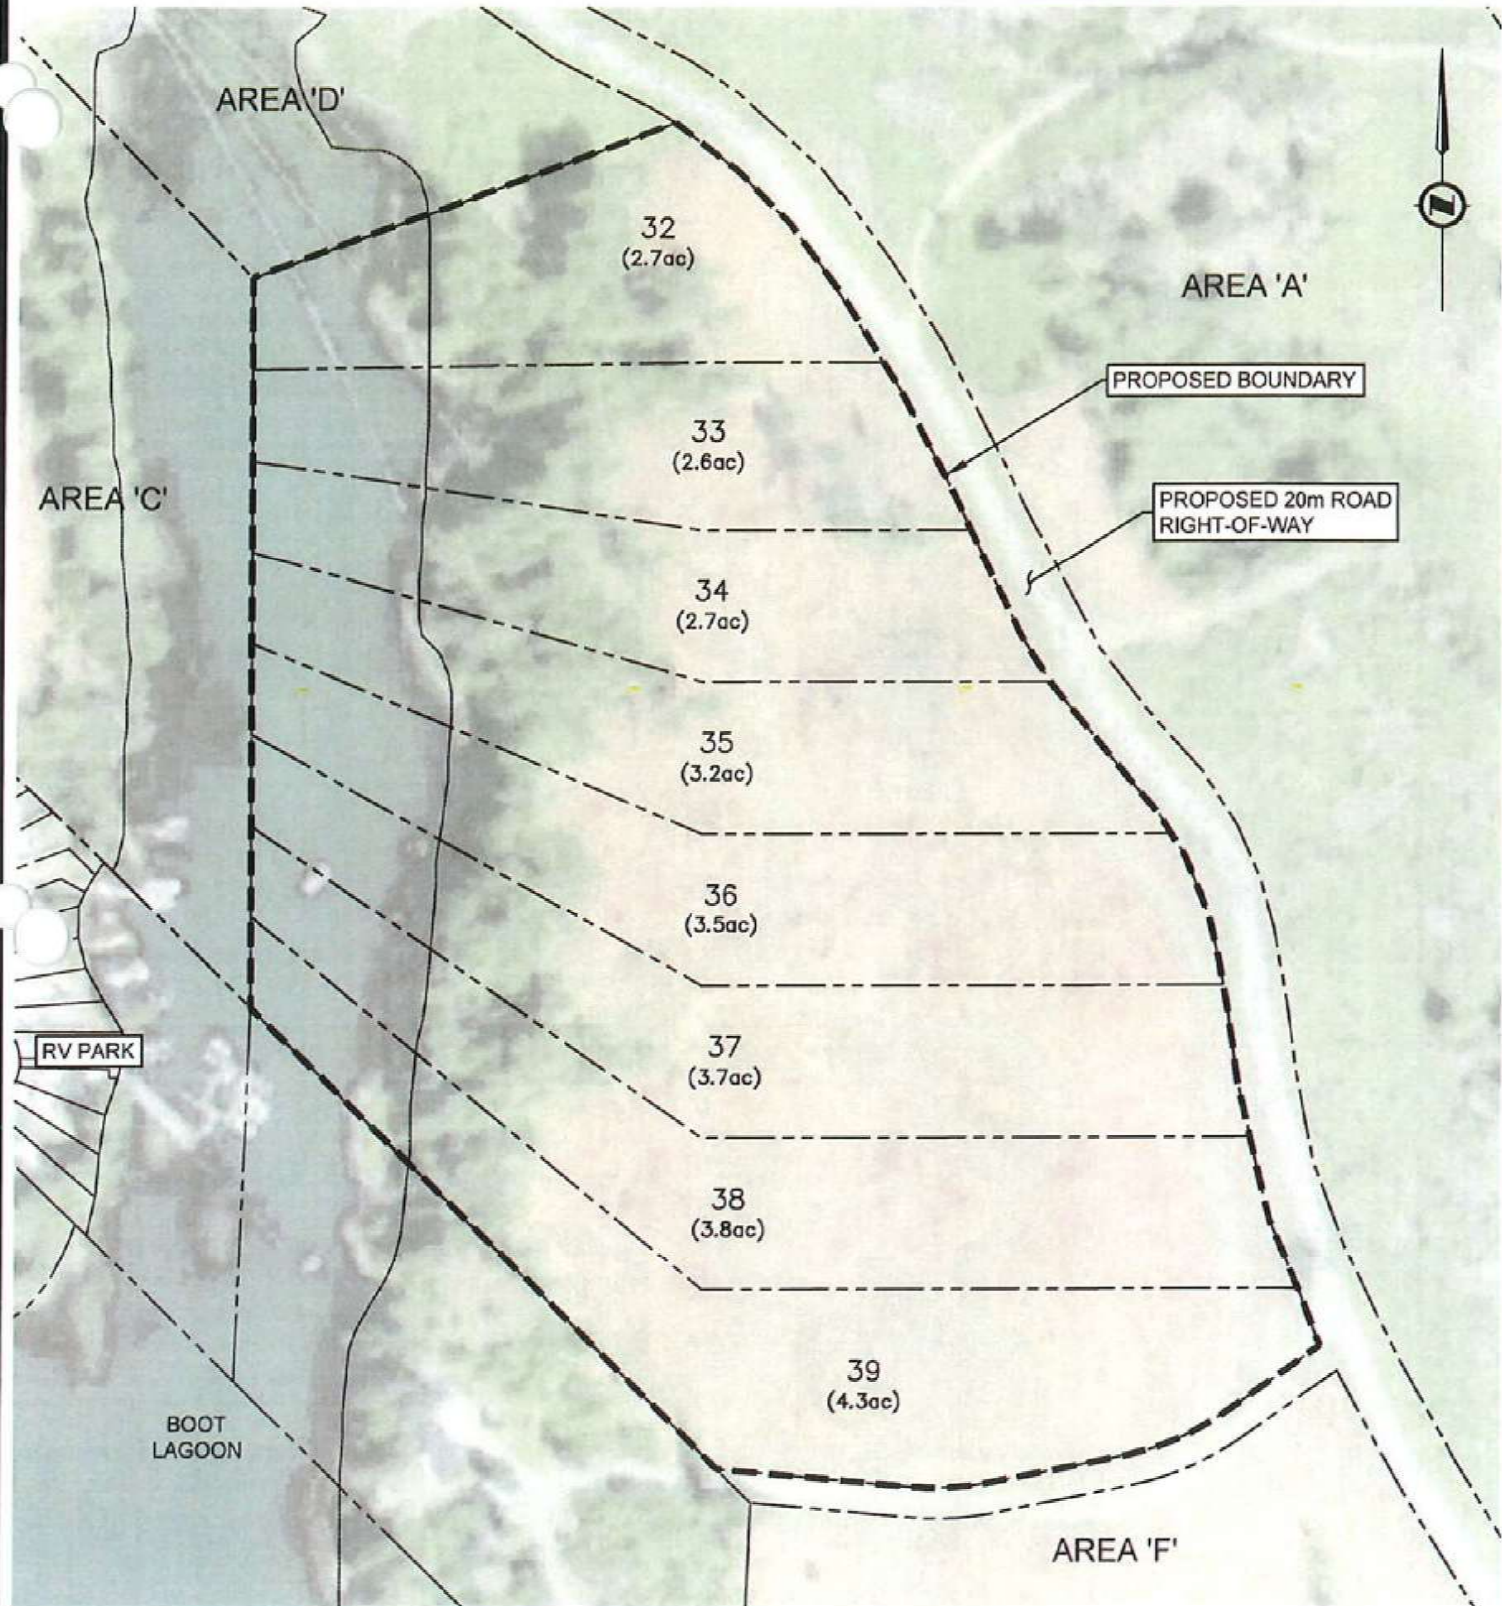 AREA 'D'
32
(2.7ac)
AREA 'A'
PROPOSED BOUNDARY
33
(2.6ac)
AREA 'C'
PROPOSED 20m ROAD
RIGHT-OF-WAY
34
(2.7ac)
35
(3.2ac)
36
(3.5ac)
RV PARK
37
(3.7ac)
38
(3.8ac)
39
(4.3ac)
BOOT
LAGOON
AREA 'F'